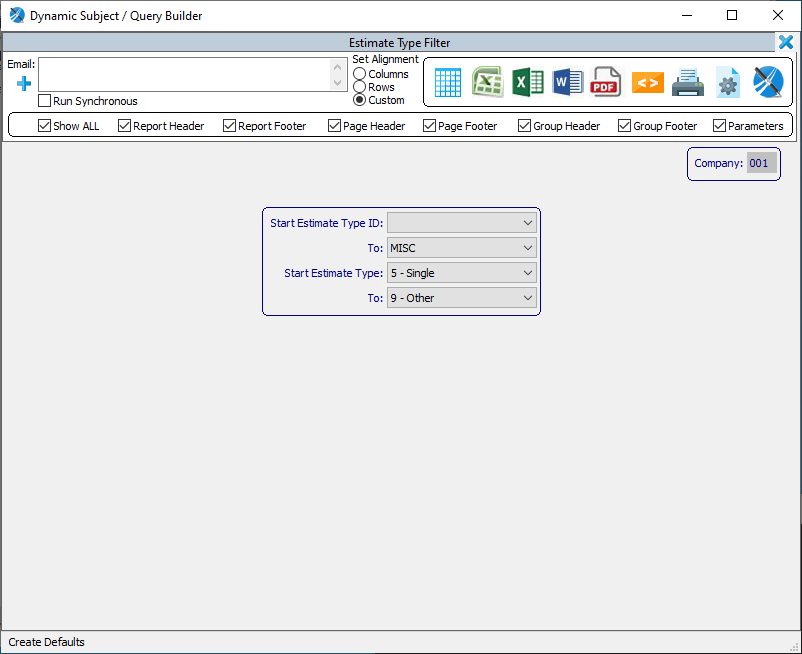 Dynamic Subject / Query Builder
Estimate Type Filter
Email:
Run Synchronous
Set Alignment
Columns
Rows
Custom
PDF
Show ALL Report Header Report Footer Page Header Page Footer Group Header Group Footer Parameters
Company: 001
Start Estimate Type ID:
To: MISC
Start Estimate Type: 5 - Single
To: 9 - Other
Create Defaults